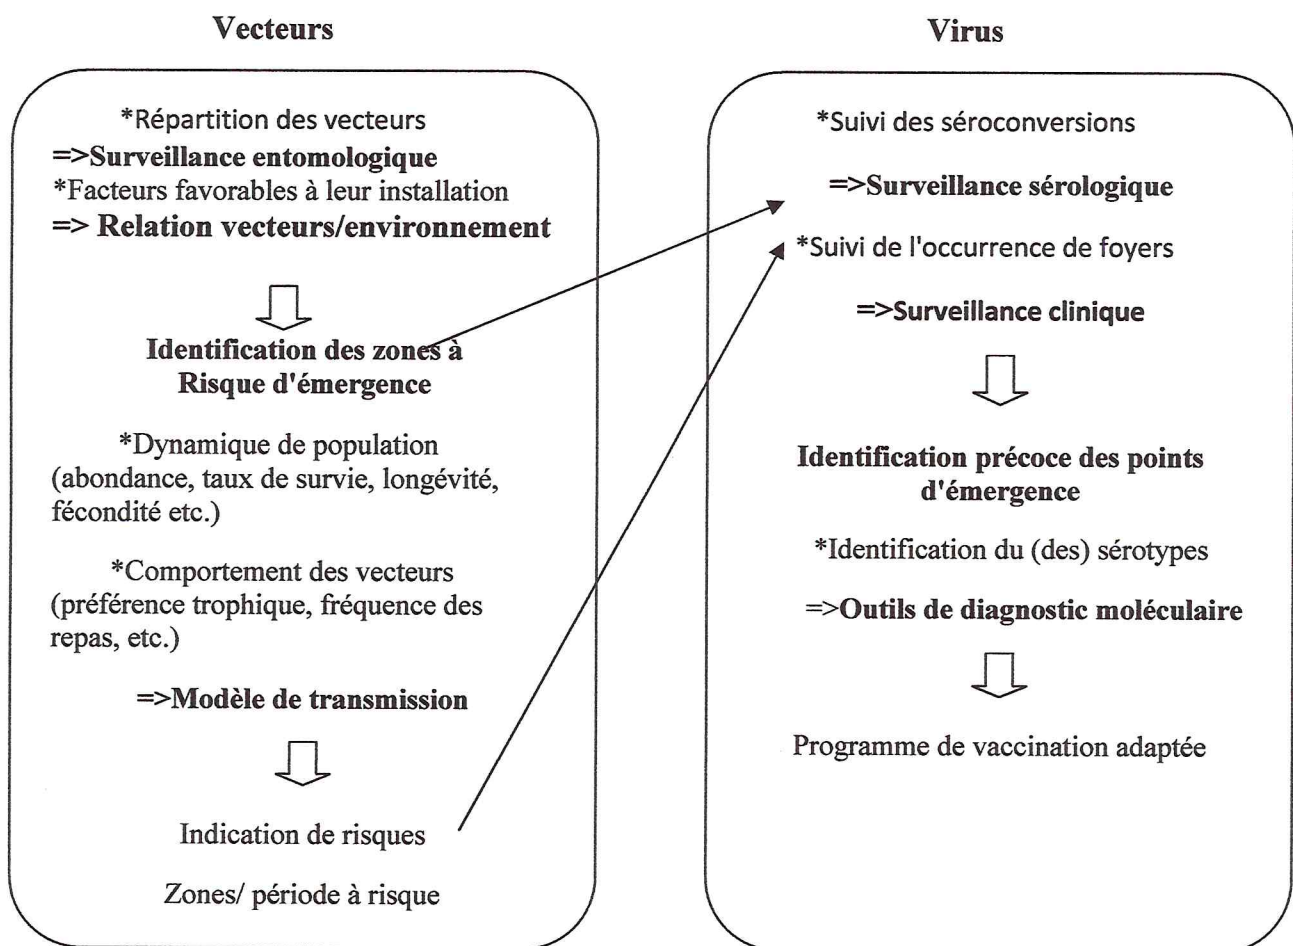 Vecteurs
*Répartition des vecteurs
=>Surveillance entomologique
*Facteurs favorables à leur installation
=> Relation vecteurs/environnement
Identification des zones à
Risque d'émergence
*Dynamique de population
(abondance, taux de survie, longévité,
fécondité etc.)
*Comportement des vecteurs
(préférence trophique, fréquence des
repas, etc.)
=>Modèle de transmission
Indication de risques
Zones/ période à risque
Virus
*Suivi des séroconversions
=>Surveillance sérologique
*Suivi de l'occurrence de foyers
=>Surveillance clinique
Identification précoce des points
d'émergence
*Identification du (des) sérotypes
=>Outils de diagnostic moléculaire
Programme de vaccination adaptée